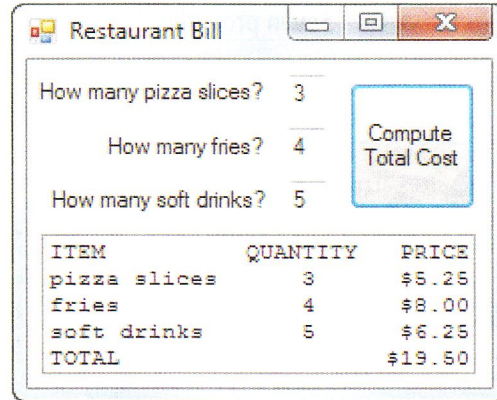 Restaurant Bill
How many pizza slices? 3
How many fries? 4
How many soft drinks? 5
Compute
Total Cost
ITEM QUANTITY PRICE
pizza slices 3 $5.25
fries 4 $8.00
soft drinks 5 $6.25
TOTAL $19.50